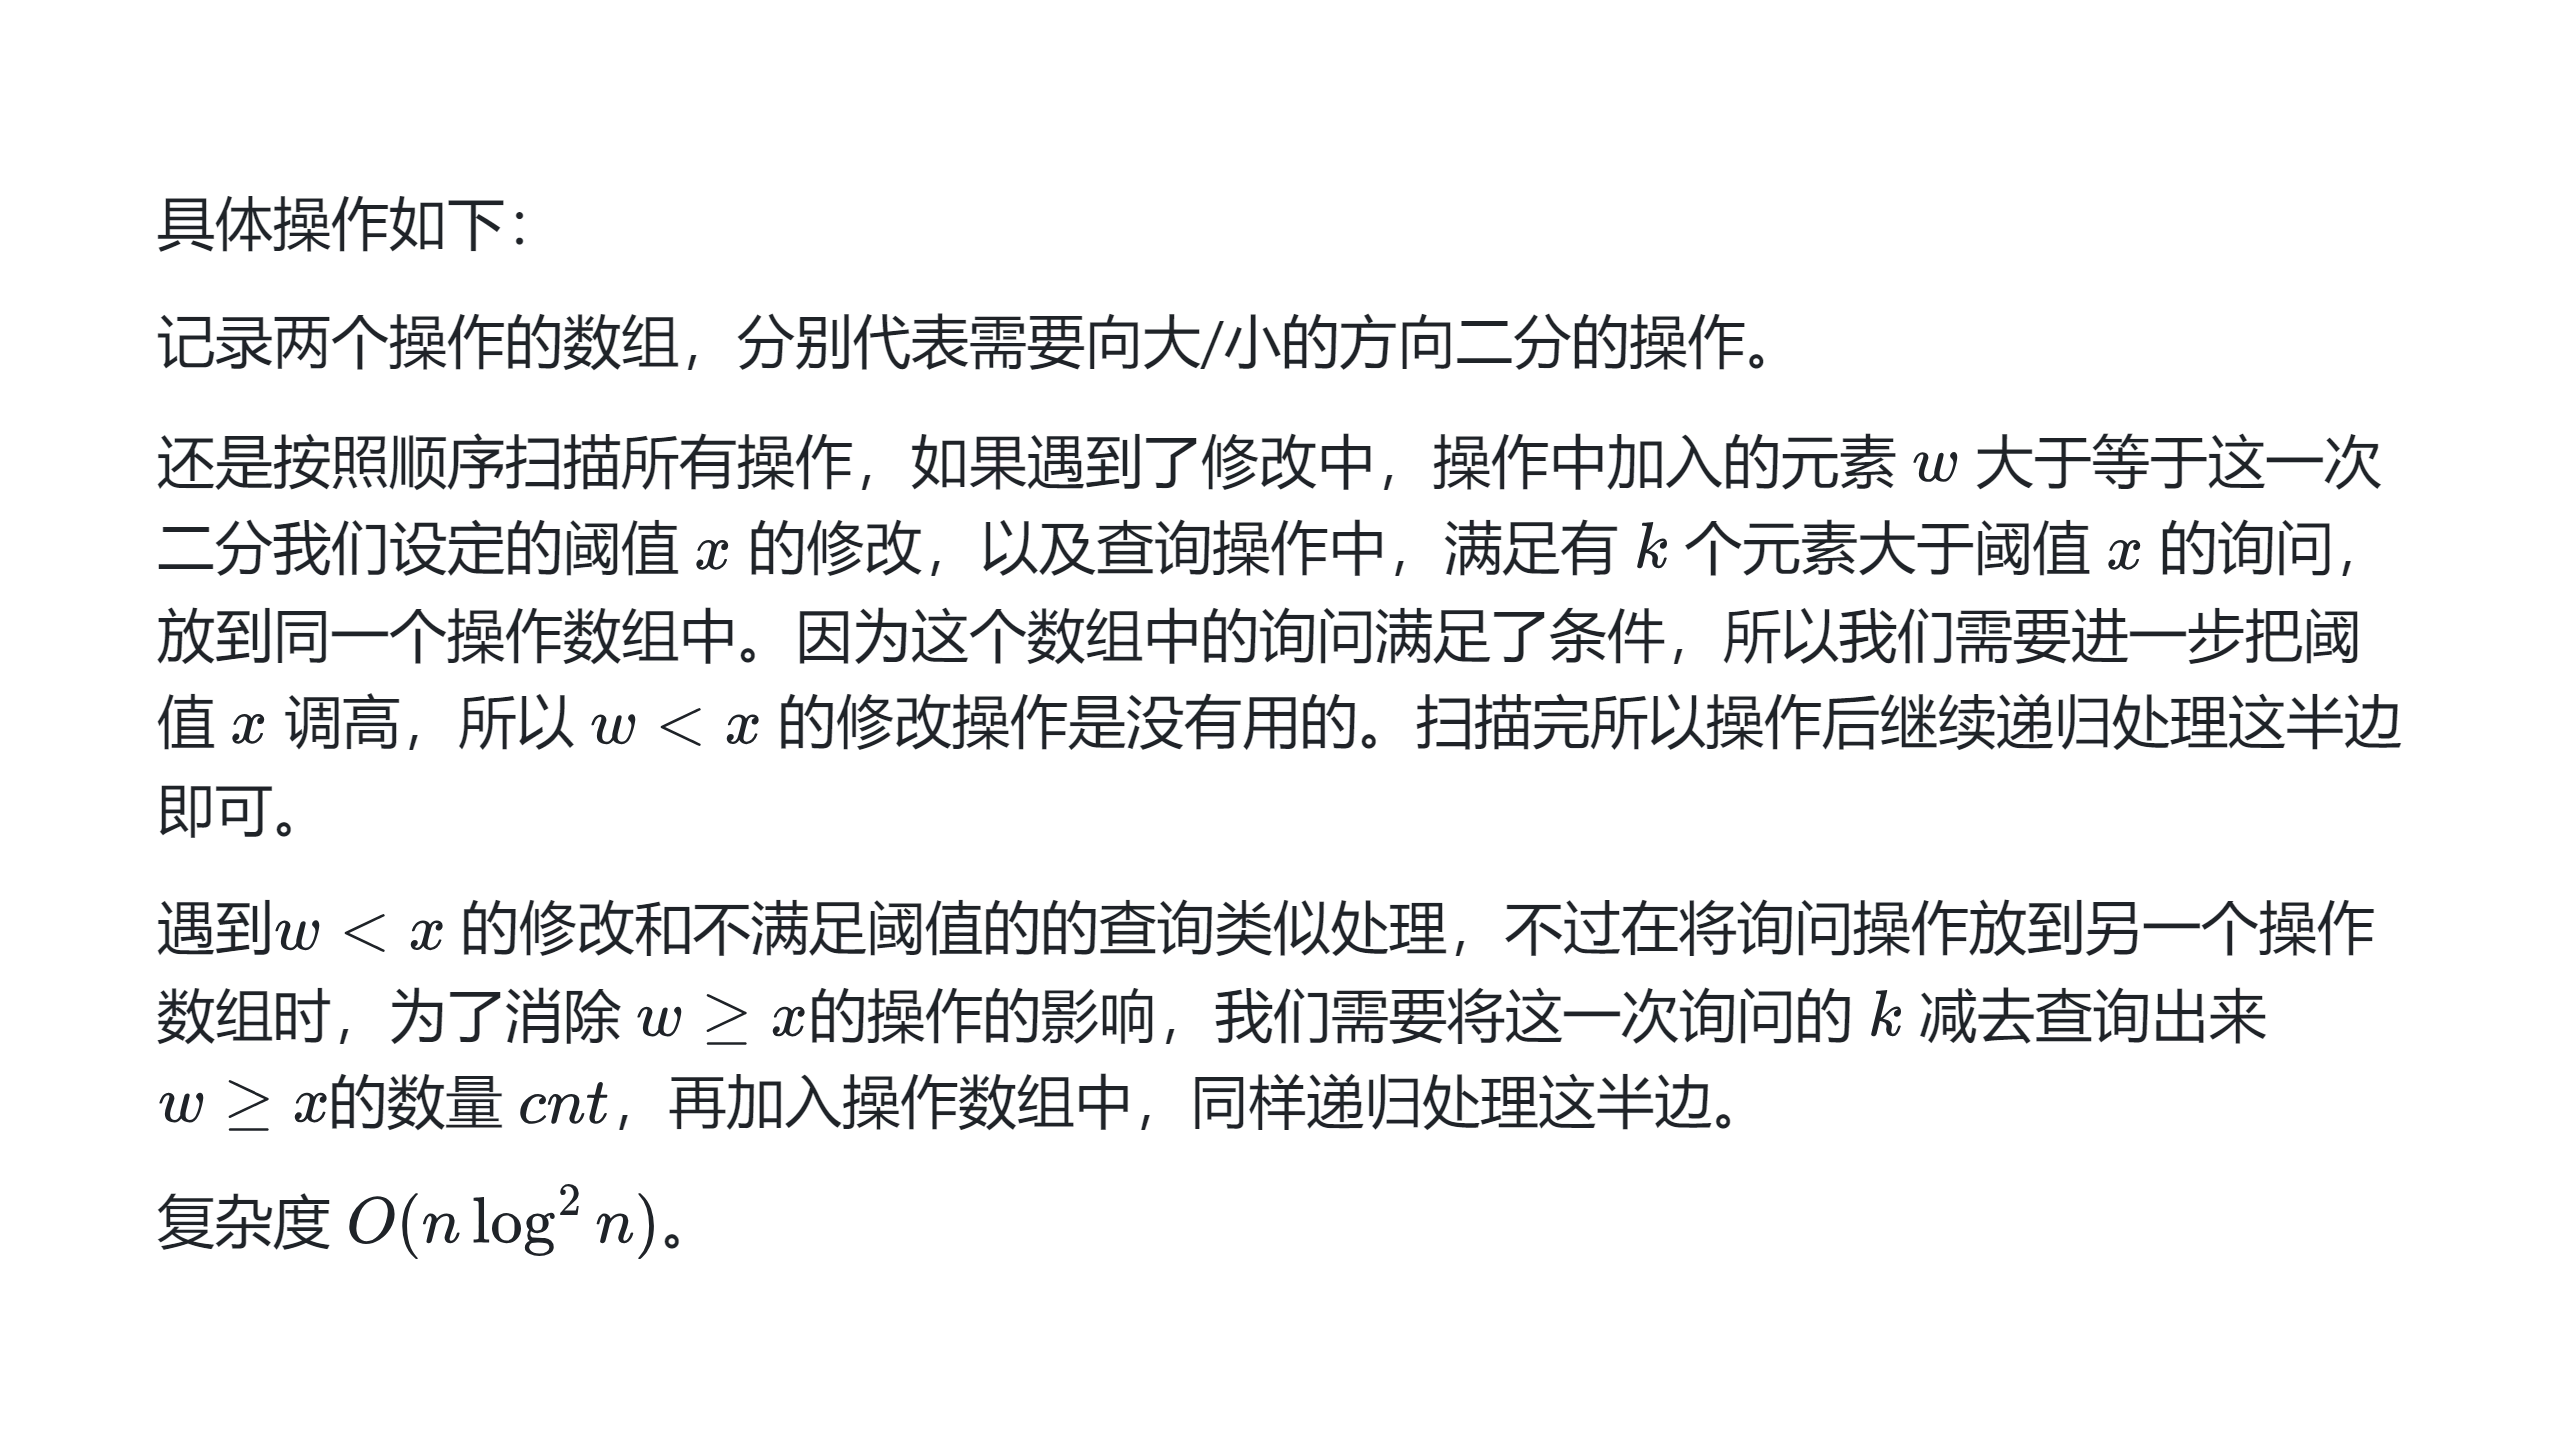 具体操作如下：
记录两个操作的数组，分别代表需要向大/小的方向二分的操作。
还是按照顺序扫描所有操作，如果遇到了修改中，操作中加入的元素 w 大于等于这一次
二分我们设定的阈值 x 的修改，以及查询操作中，满足有 k 个元素大于阈值 x 的询问，
放到同一个操作数组中。因为这个数组中的询问满足了条件，所以我们需要进一步把阈
值 x 调高，所以 w < x 的修改操作是没有用的。扫描完所以操作后继续递归处理这半边
即可。
遇到w < x 的修改和不满足阈值的的查询类似处理，不过在将询问操作放到另一个操作
数组时，为了消除 w ≥ x的操作的影响，我们需要将这一次询问的 k 减去查询出来
w ≥ x的数量 cnt，再加入操作数组中，同样递归处理这半边。
复杂度 O(n log² n)。